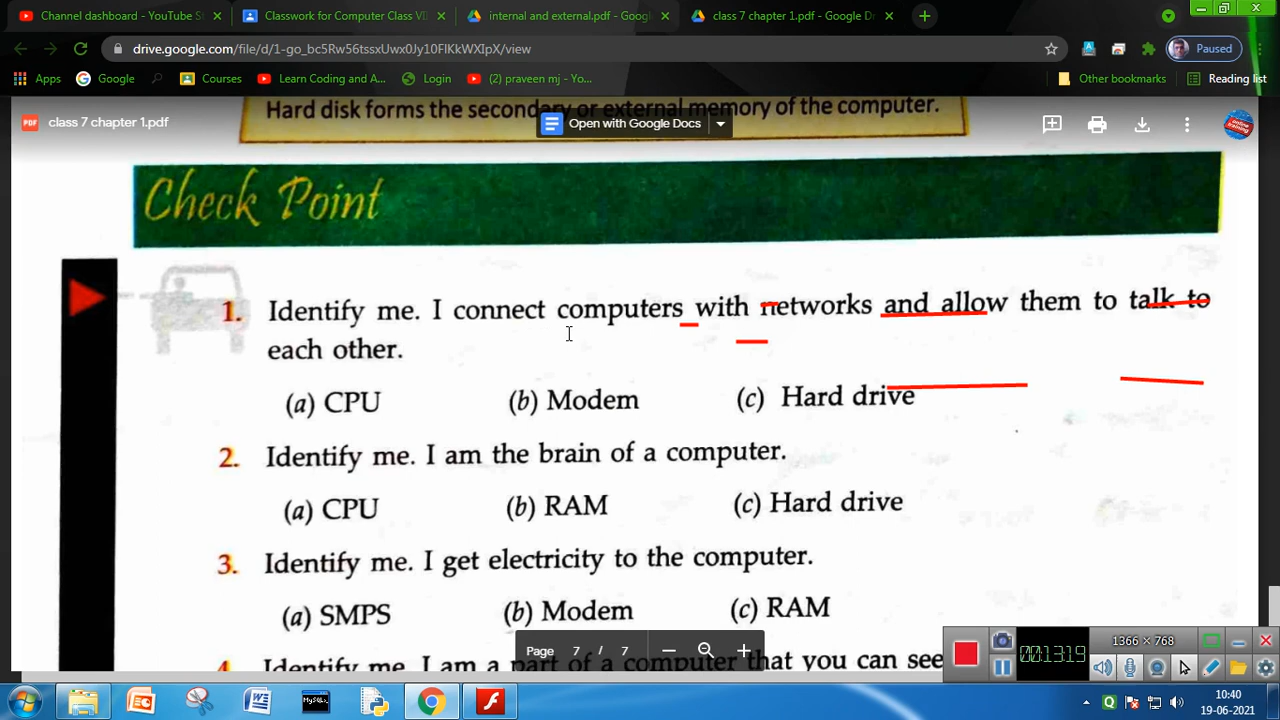 Channel dashboard - YouTube S
Classwork for Computer Class VI
internal and external.pdf - Goog
class 7 chapter 1.pdf - Google D
drive.google.com/file/d/1-go_bc5Rw56tssxUwx0Jy10FlKkWXIpX/view
Paused
Apps
Google
Courses
Learn Coding and A...
Login
(2) praveen mj - Yo...
Other bookmarks
Reading list
Hard disk forms the secondary or external memory of the computer.
PDF
class 7 chapter 1.pdf
Open with Google Docs
Check Point
1. Identify me. I connect computers with networks and allow them to talk to
each other.
(a) CPU (b) Modem (c) Hard drive
2. Identify me. I am the brain of a computer.
(a) CPU (b) RAM (c) Hard drive
3. Identify me. I get electricity to the computer.
(a) SMPS (b) Modem (c) RAM
4. Identify me. I am a part of a computer that you can see
Page 7 / 7
1366 × 768
00:13:19
MySQL
10:40
19-06-2021